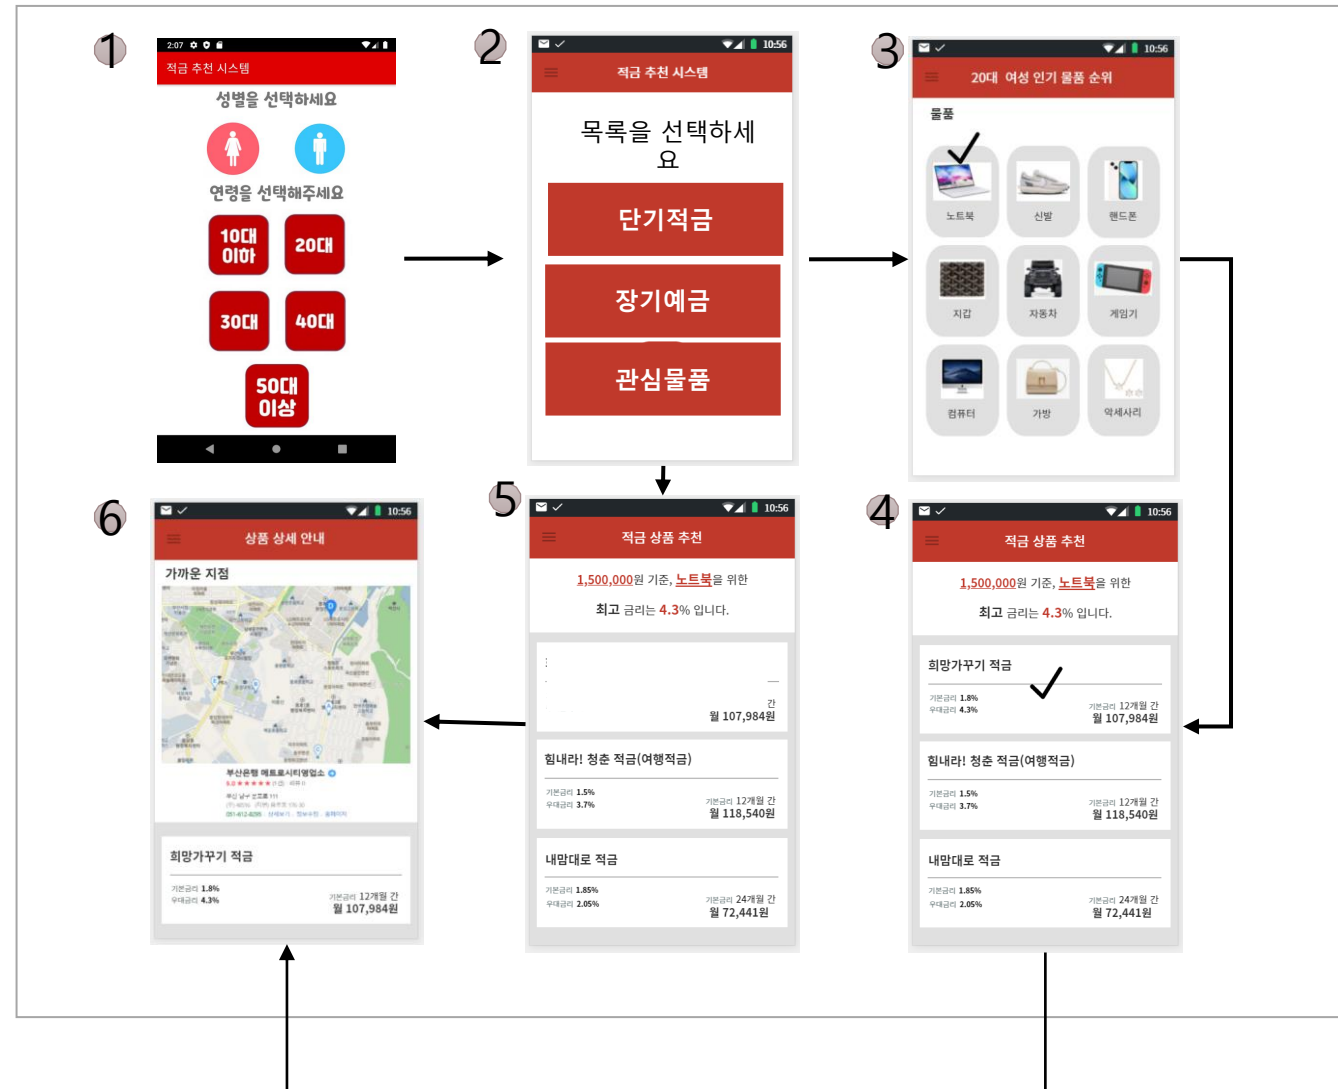 1
2:07
적금 추천 시스템
성별을 선택하세요
연령을 선택해주세요
10대
이하
20대
30대
40대
50대
이상
2
10:56
적금 추천 시스템
목록을 선택하세
요
단기적금
장기예금
관심물품
3
10:56
20대 여성 인기 물품 순위
물품
노트북
신발
핸드폰
지갑
자동차
게임기
컴퓨터
가방
악세사리
6
10:56
상품 상세 안내
가까운 지점
부산은행 메트로시티영업소
희망가꾸기 적금
기본금리 1.8%
우대금리 4.3%
기본금리 12개월 간
월 107,984원
5
10:56
적금 상품 추천
1,500,000원 기준, 노트북을 위한
최고 금리는 4.3% 입니다.
간
월 107,984원
힘내라! 청춘 적금(여행적금)
기본금리 1.5%
우대금리 3.7%
기본금리 12개월 간
월 118,540원
내맘대로 적금
기본금리 1.85%
우대금리 2.05%
기본금리 24개월 간
월 72,441원
4
10:56
적금 상품 추천
1,500,000원 기준, 노트북을 위한
최고 금리는 4.3% 입니다.
희망가꾸기 적금
기본금리 1.8%
우대금리 4.3%
기본금리 12개월 간
월 107,984원
힘내라! 청춘 적금(여행적금)
기본금리 1.5%
우대금리 3.7%
기본금리 12개월 간
월 118,540원
내맘대로 적금
기본금리 1.85%
우대금리 2.05%
기본금리 24개월 간
월 72,441원